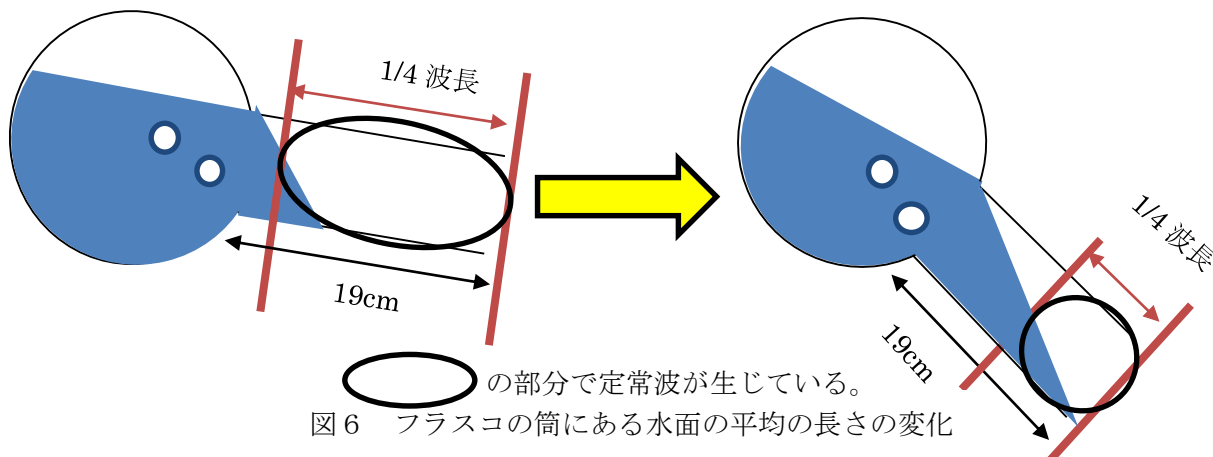 1/4 波長
19cm
1/4 波長
19cm
の部分で定常波が生じている。
図６　フラスコの筒にある水面の平均の長さの変化